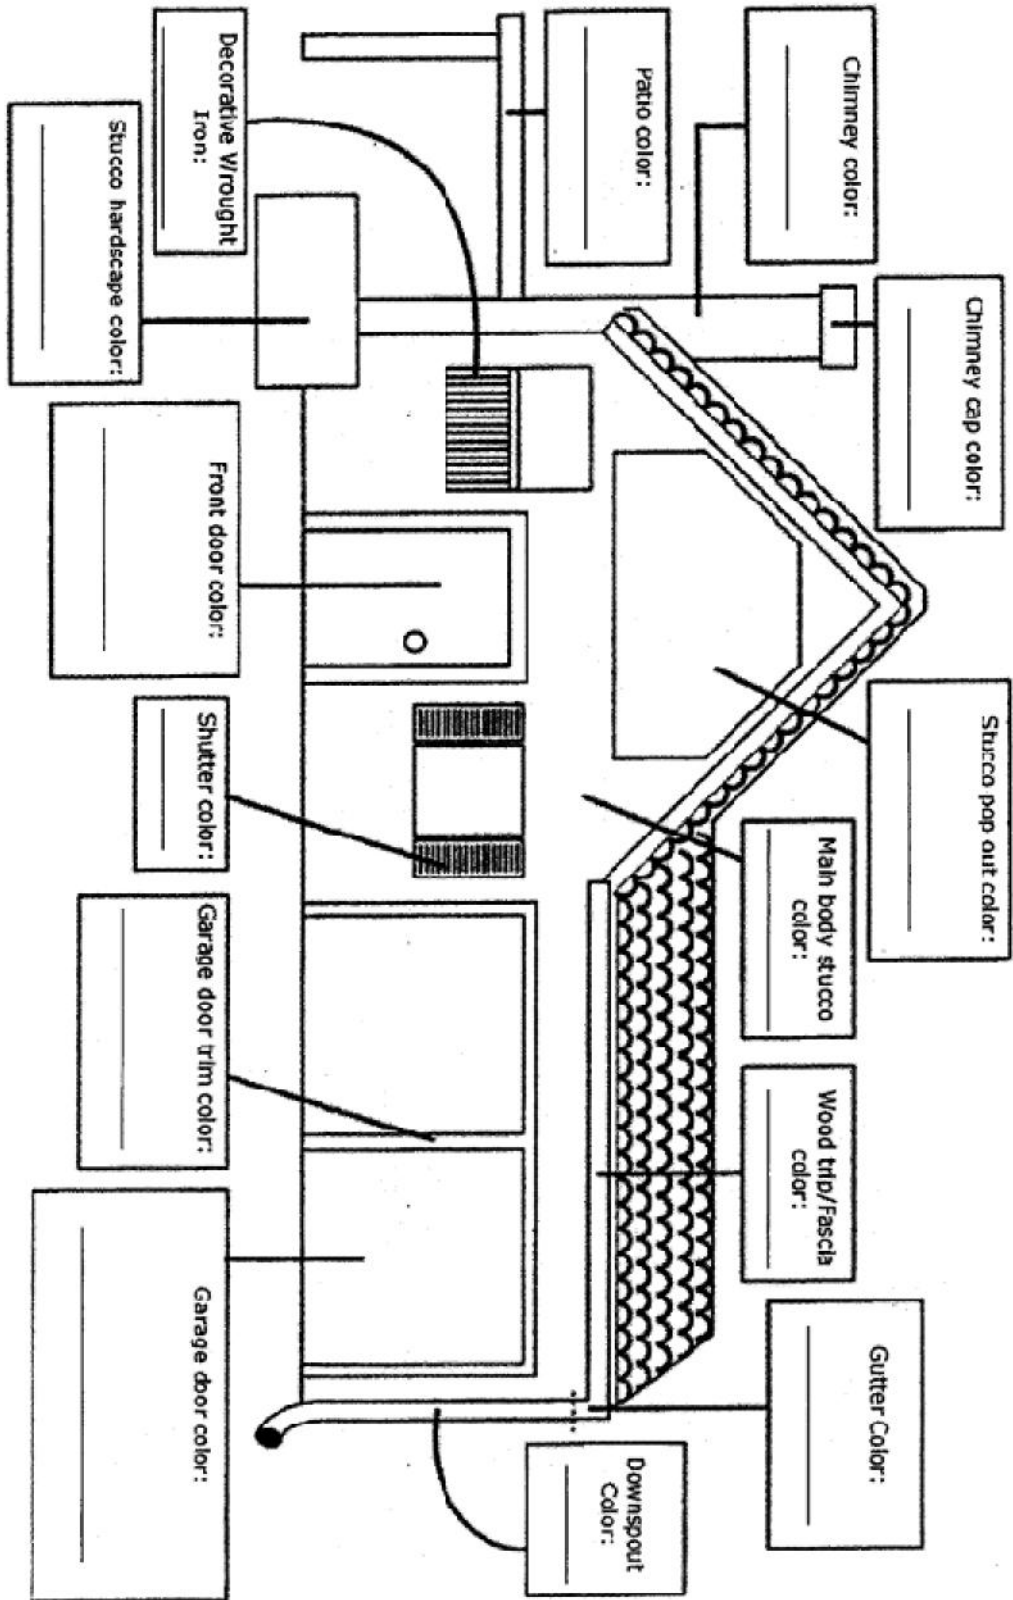 Chimney color:
Chimney cap color:
Stucco pop out color:
Main body stucco
color:
Wood trip/Fascia
color:
Gutter Color:
Patio color:
Downspout
Color:
Decorative Wrought
Iron:
Stucco hardscape color:
Front door color:
Shutter color:
Garage door trim color:
Garage door color: